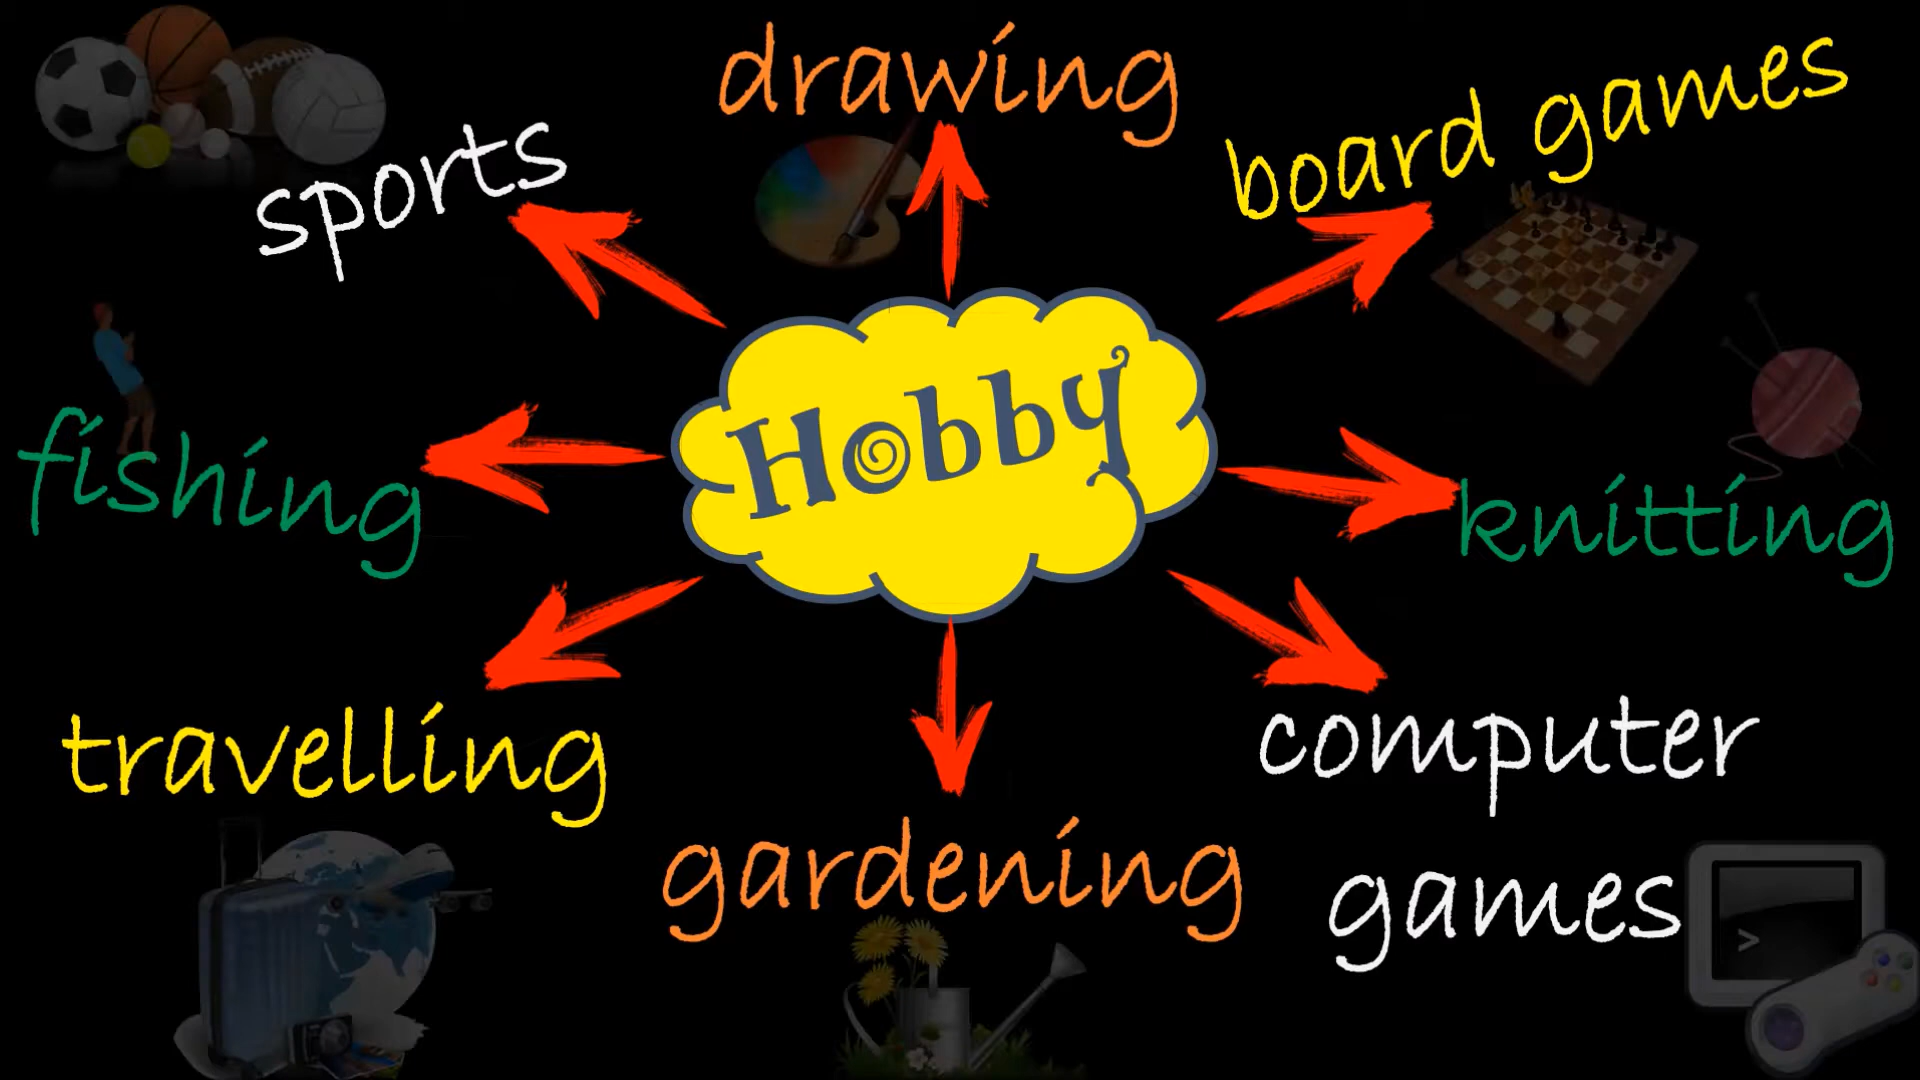 drawing
board games
sports
Hobby
fishing
knitting
travelling
computer
games
gardening
>